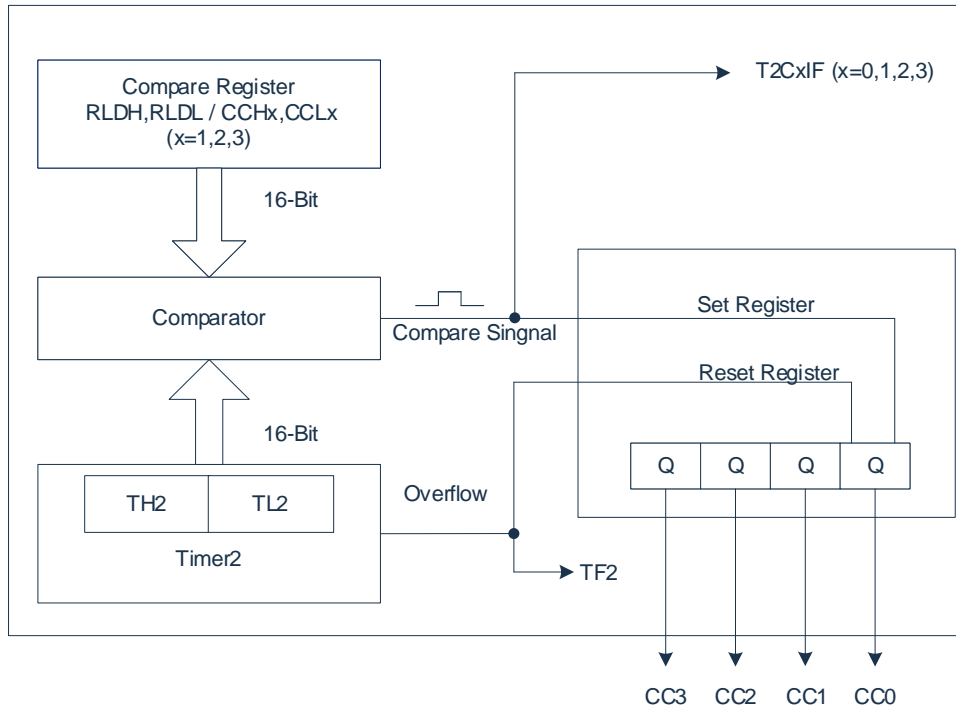 Compare Register
RLDH,RLDL / CCHx,CCLx
(x=1,2,3)
T2CxIF (x=0,1,2,3)
16-Bit
Comparator
Compare Singnal
Set Register
Reset Register
16-Bit
TH2
TL2
Timer2
Overflow
TF2
Q
Q
Q
Q
CC3
CC2
CC1
CC0